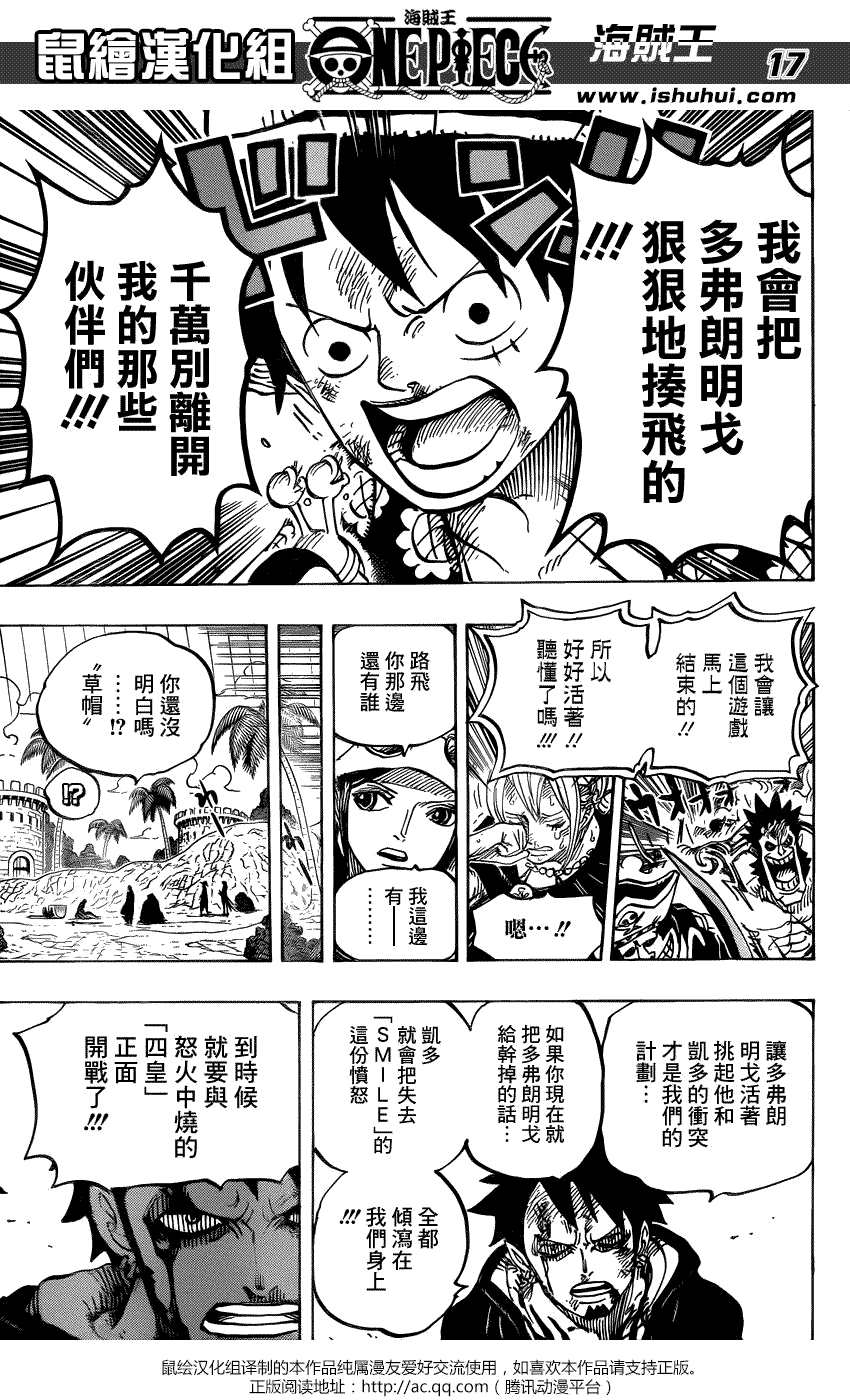 鼠繪漢化組
海賊王
ONE PIECE
海賊王
17
www.ishuhui.com
我會把
多弗朗明戈
狠狠地揍飛的
!!!
千萬別離開
我的那些
伙伴們!!!
我會讓
這個遊戲
馬上
結束的!!
所以
好好活著!!
聽懂了嗎!!!
嗯…!!
路飛
你那邊
還有誰
我這邊
有——
………
你還沒
明白嗎
……!?
〝草帽〞
!?
讓多弗朗
明戈活著
挑起他和
凱多的衝突
才是我們的
計劃…
如果你現在就
把多弗朗明戈
給幹掉的話…
凱多
就會把失去
「SMILE」的
這份憤怒
全都
傾瀉在
我們身上
!!!
到時候
就要與
怒火中燒的
「四皇」
正面
開戰了!!!
鼠绘汉化组译制的本作品纯属漫友爱好交流使用，如喜欢本作品请支持正版。
正版阅读地址：http://ac.qq.com（腾讯动漫平台）